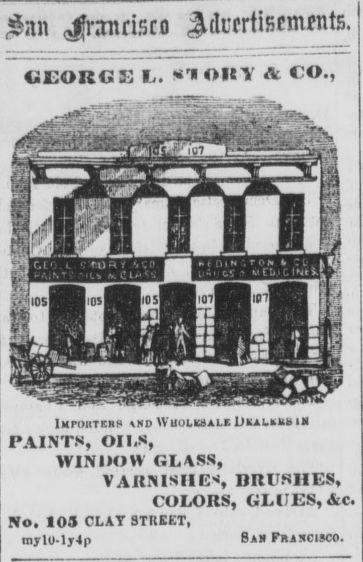 San Francisco Advertisements.
GEORGE L. STORY & CO.,
105 107
GEO. L. STORY & CO
PAINTS OILS & GLASS
REDINGTON & CO
DRUGS & MEDICINES
105 105 105 107 107
IMPORTERS AND WHOLESALE DEALERS IN
PAINTS, OILS,
WINDOW GLASS,
VARNISHES, BRUSHES,
COLORS, GLUES, &c.
No. 105 CLAY STREET,
my10-1y4p SAN FRANCISCO.